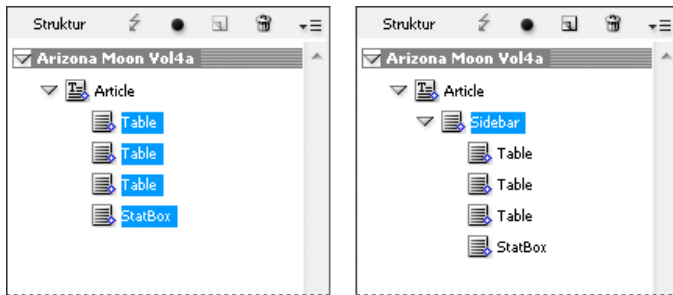 Struktur
Arizona Moon Vol4a
Article
Table
Table
Table
StatBox
Struktur
Arizona Moon Vol4a
Article
Sidebar
Table
Table
Table
StatBox